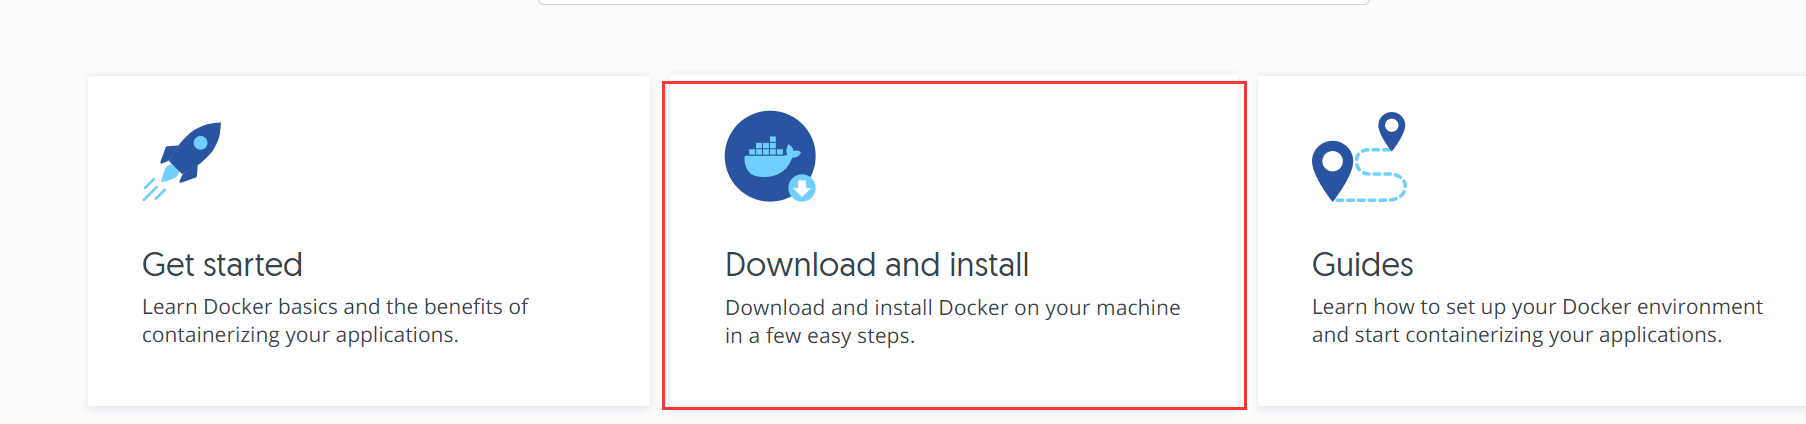 Get started
Learn Docker basics and the benefits of
containerizing your applications.
Download and install
Download and install Docker on your machine
in a few easy steps.
Guides
Learn how to set up your Docker environment
and start containerizing your applications.